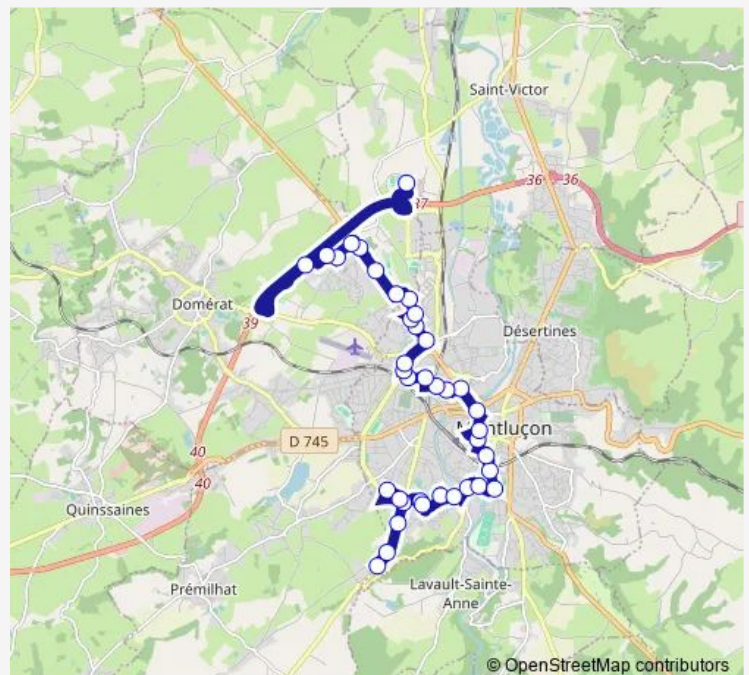 Saint-Victor
36
36
37
Domérat
39
Désertines
Montluçon
D 745
40
40
Quinssaines
Prémilhat
Lavault-Sainte-
Anne
© OpenStreetMap contributors